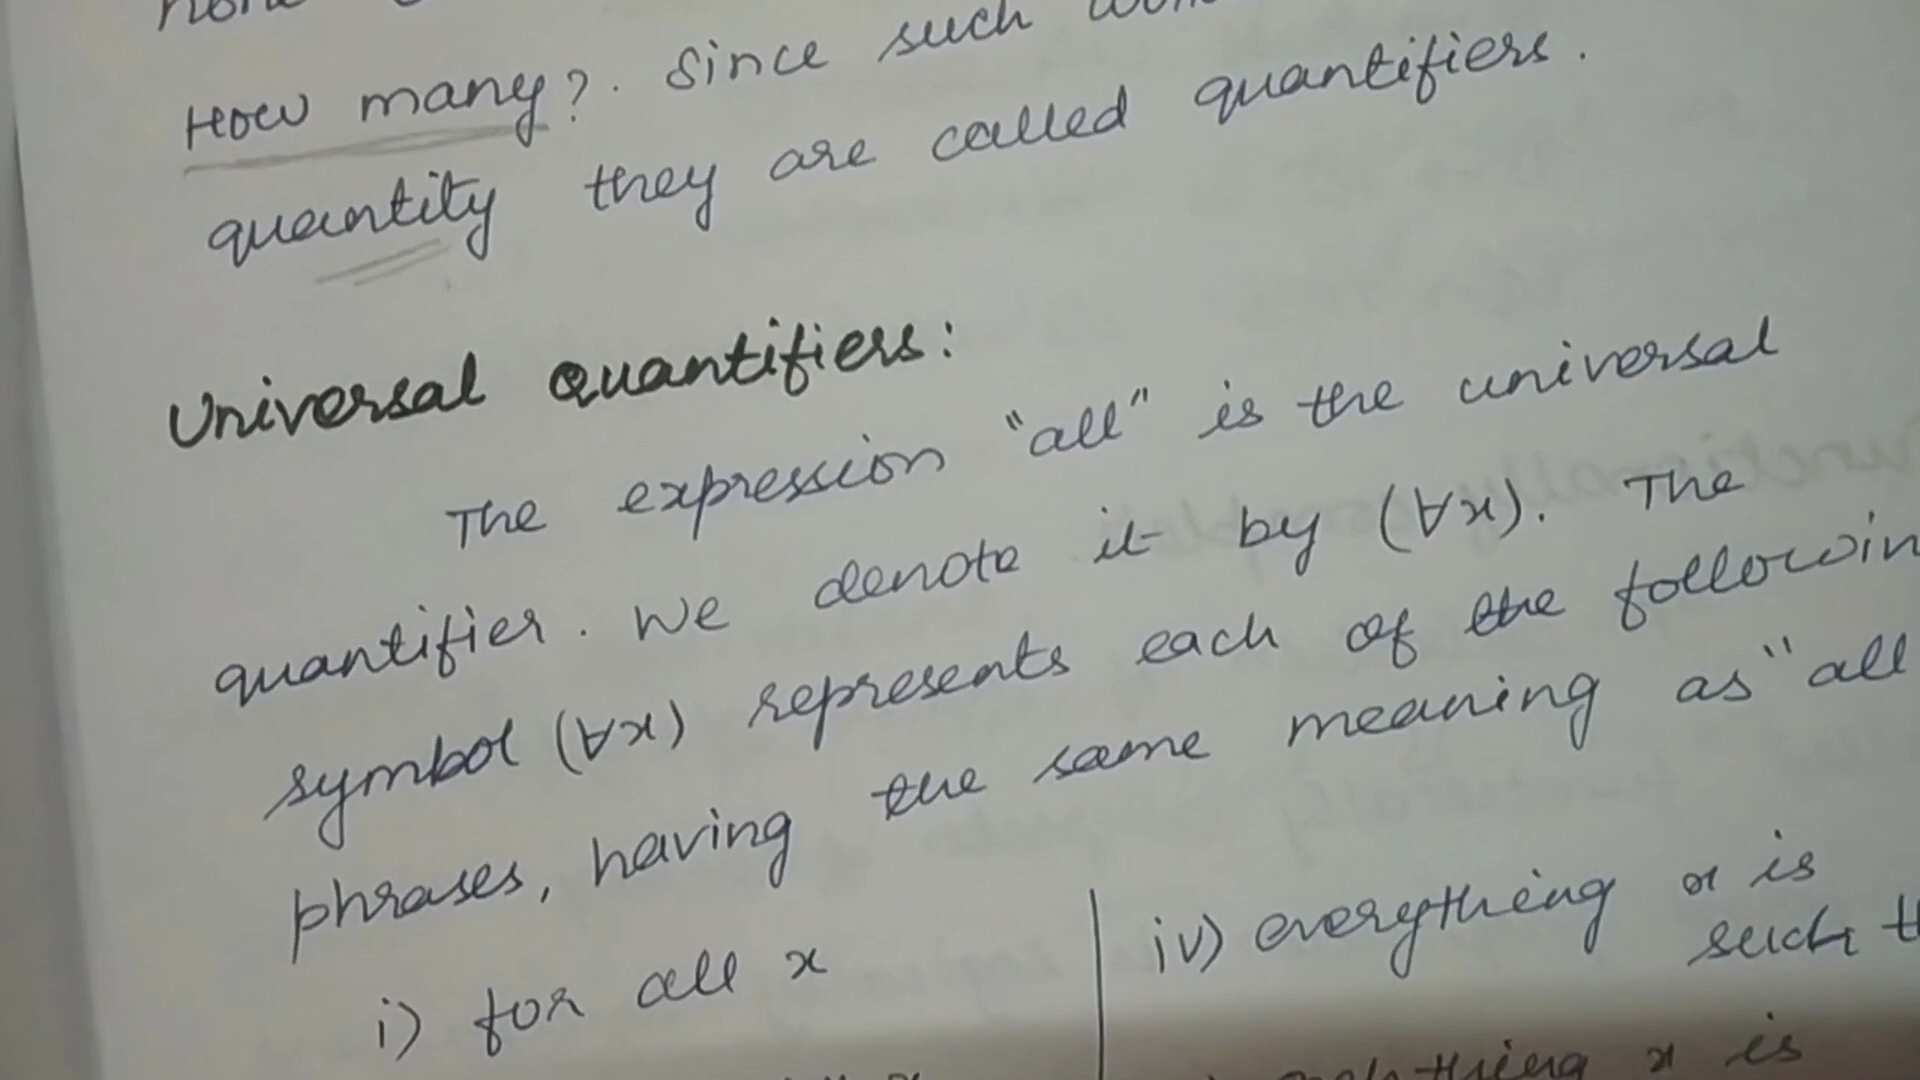 How many?. Since such
quantity they are called quantifiers.
Universal Quantifiers:
The expression "all" is the universal
quantifier. We denote it by (∀x). The
symbol (∀x) represents each of the followin
phrases, having the same meaning as "all
i) for all x
iv) everything x is
such
x is